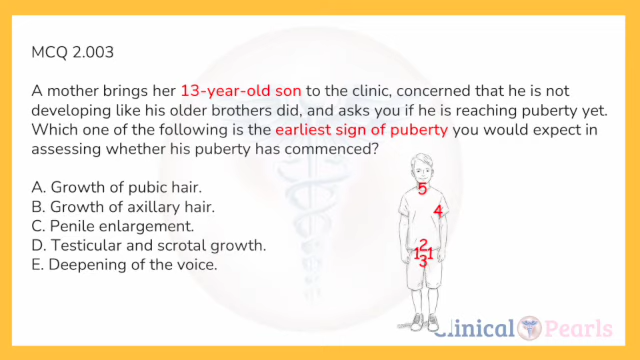 MCQ 2.003
A mother brings her 13-year-old son to the clinic, concerned that he is not
developing like his older brothers did, and asks you if he is reaching puberty yet.
Which one of the following is the earliest sign of puberty you would expect in
assessing whether his puberty has commenced?
A. Growth of pubic hair.
B. Growth of axillary hair.
C. Penile enlargement.
D. Testicular and scrotal growth.
E. Deepening of the voice.
5
4
2
1 1
3
Clinical Pearls